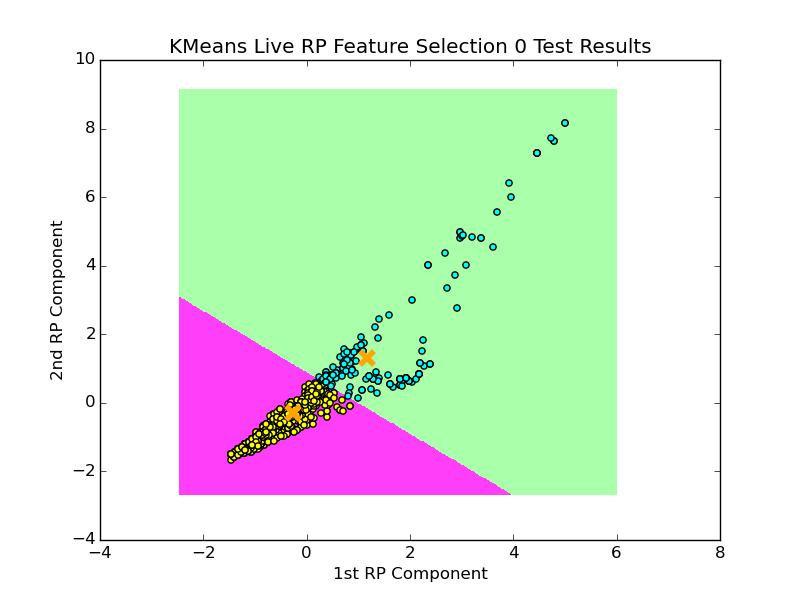 KMeans Live RP Feature Selection 0 Test Results
10
8
6
4
2
0
−2
−4
2nd RP Component
−4 −2 0 2 4 6 8
1st RP Component